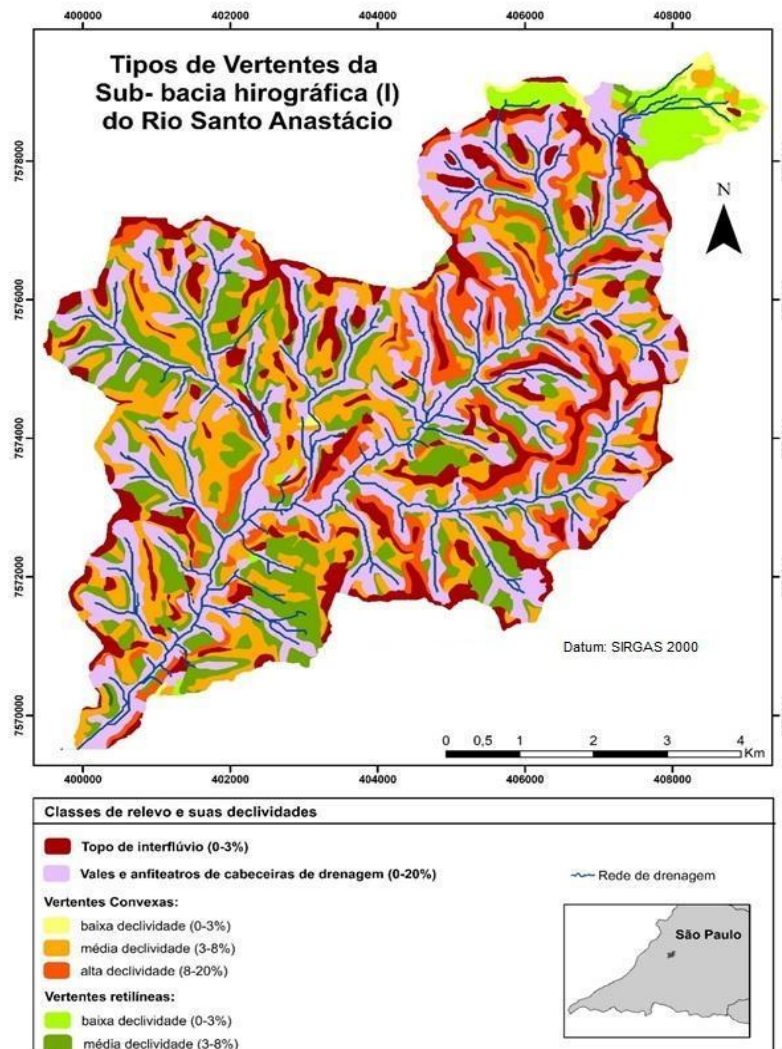 400000 402000 404000 406000 408000
Tipos de Vertentes da
Sub- bacia hirográfica (I)
do Rio Santo Anastácio
7578000
N
7576000
7574000
7572000
Datum: SIRGAS 2000
7570000
0 0,5 1 2 3 4
Km
400000 402000 404000 406000 408000
Classes de relevo e suas declividades
Topo de interflúvio (0-3%)
Vales e anfiteatros de cabeceiras de drenagem (0-20%)
Rede de drenagem
Vertentes Convexas:
baixa declividade (0-3%)
média declividade (3-8%)
alta declividade (8-20%)
São Paulo
Vertentes retilíneas:
baixa declividade (0-3%)
média declividade (3-8%)